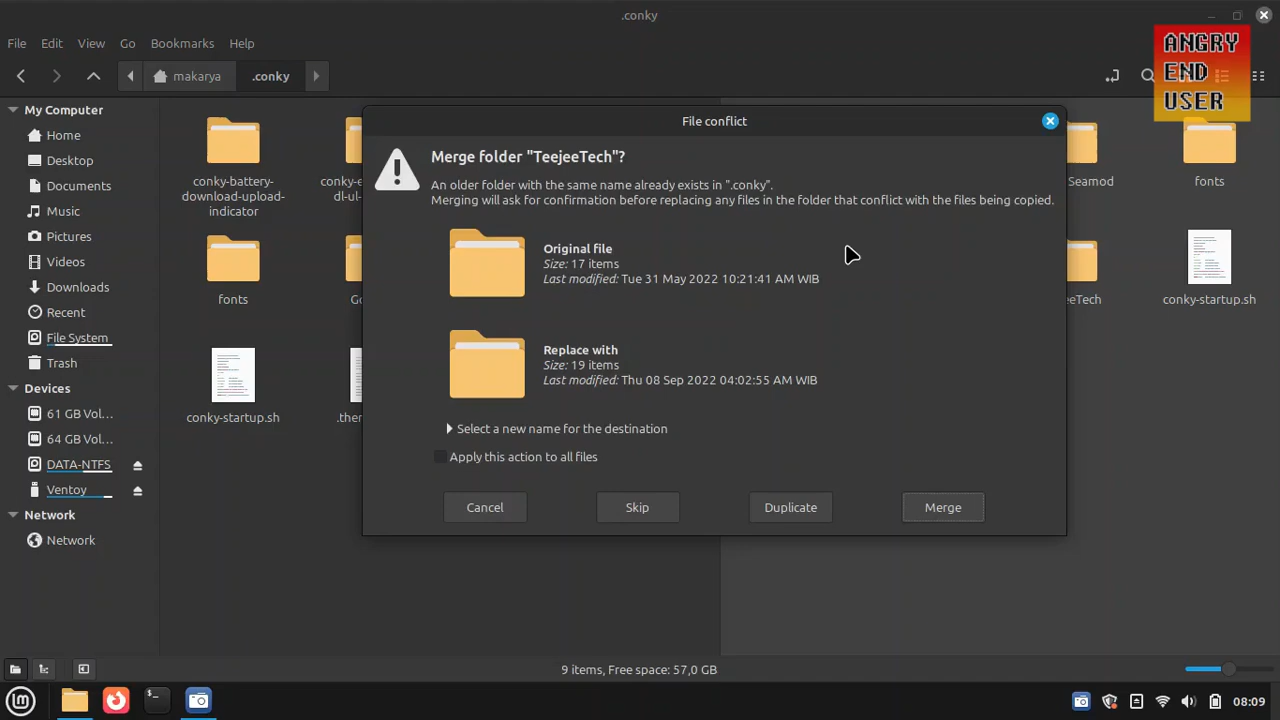 .conky
File Edit View Go Bookmarks Help
makarya .conky
ANGRY
END
USER
My Computer
Home
Desktop
Documents
Music
Pictures
Videos
Downloads
Recent
File System
Trash
Devices
61 GB Vol...
64 GB Vol...
DATA-NTFS
Ventoy
Network
Network
conky-battery-
download-upload-
indicator
conky-e
dl-ul-
fonts
Go
conky-startup.sh
.the
File conflict
Merge folder "TeejeeTech"?
An older folder with the same name already exists in ".conky".
Merging will ask for confirmation before replacing any files in the folder that conflict with the files being copied.
Original file
Size: 17 items
Last modified: Tue 31 May 2022 10:21:41 AM WIB
Replace with
Size: 19 items
Last modified: Thu 08 Sep 2022 04:02:55 AM WIB
Select a new name for the destination
Apply this action to all files
Cancel Skip Duplicate Merge
Seamod
fonts
eeTech
conky-startup.sh
9 items, Free space: 57,0 GB
08:09